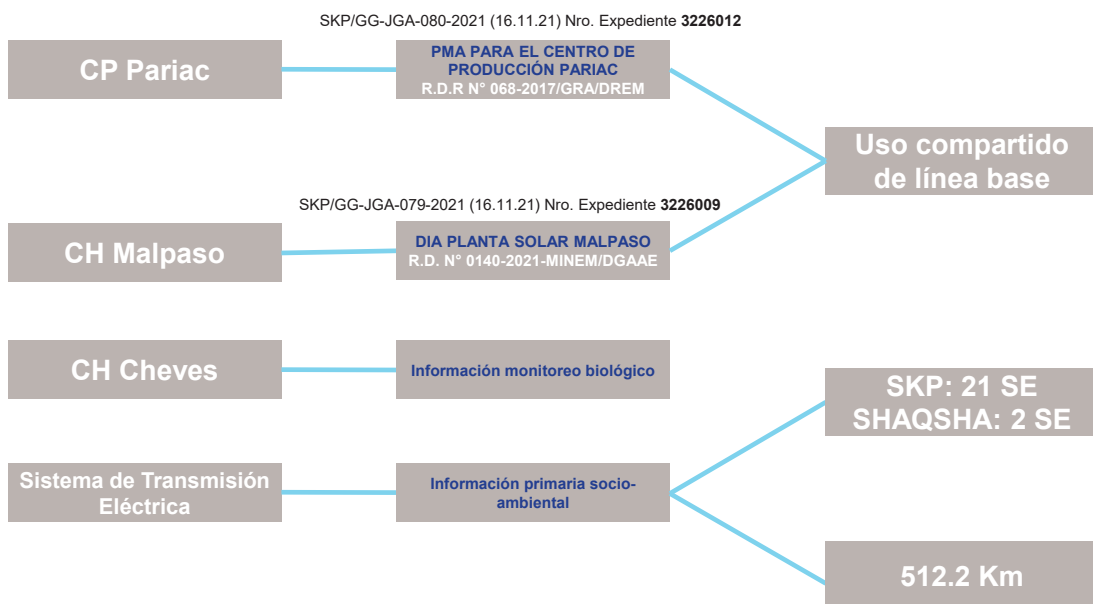 SKP/GG-JGA-080-2021 (16.11.21) Nro. Expediente 3226012
CP Pariac
PMA PARA EL CENTRO DE
PRODUCCIÓN PARIAC
R.D.R N° 068-2017/GRA/DREM
Uso compartido
de línea base
SKP/GG-JGA-079-2021 (16.11.21) Nro. Expediente 3226009
CH Malpaso
DIA PLANTA SOLAR MALPASO
R.D. N° 0140-2021-MINEM/DGAAE
CH Cheves
Información monitoreo biológico
SKP: 21 SE
SHAQSHA: 2 SE
Sistema de Transmisión
Eléctrica
Información primaria socio-
ambiental
512.2 Km